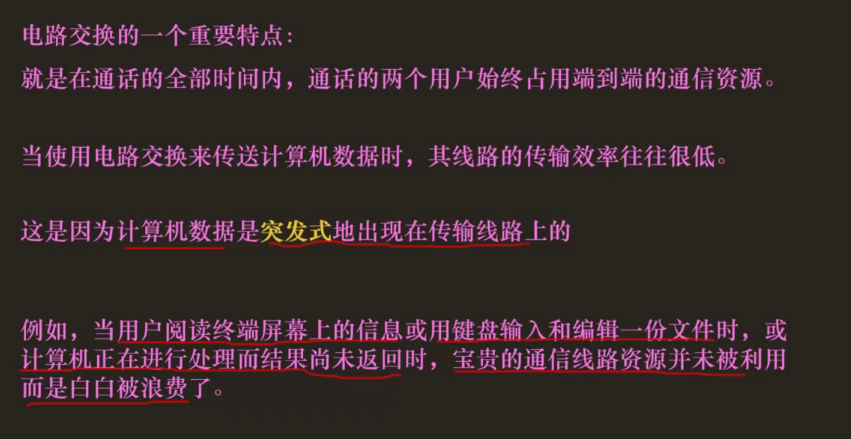 电路交换的一个重要特点:
就是在通话的全部时间内，通话的两个用户始终占用端到端的通信资源。
当使用电路交换来传送计算机数据时，其线路的传输效率往往很低。
这是因为计算机数据是突发式地出现在传输线路上的
例如，当用户阅读终端屏幕上的信息或用键盘输入和编辑一份文件时，或
计算机正在进行处理而结果尚未返回时，宝贵的通信线路资源并未被利用
而是白白被浪费了。